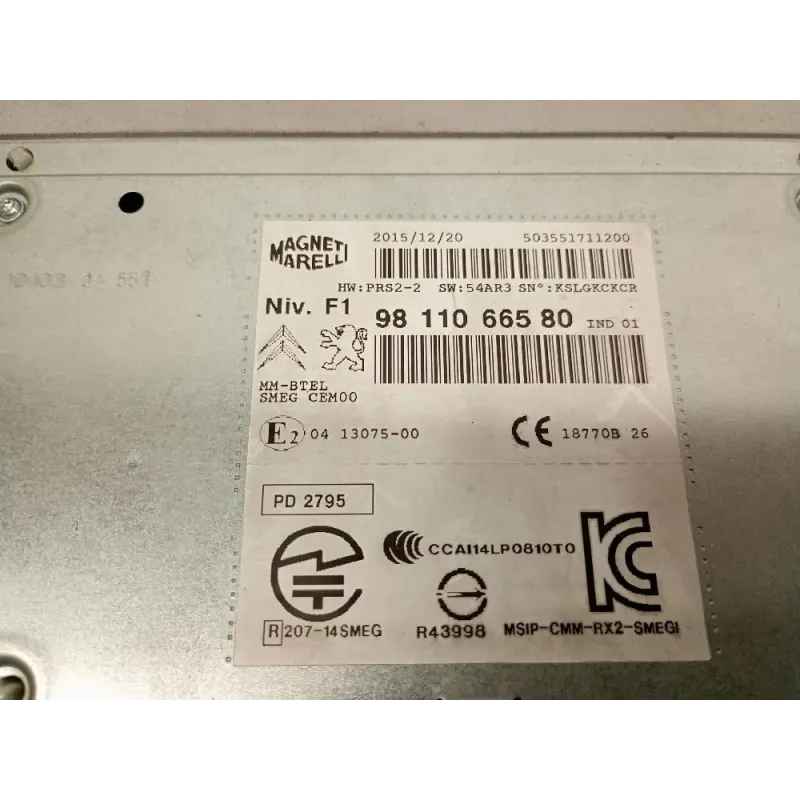 MAGNETI
MARELLI
2015/12/20 503551711200
HW:PRS2-2 SW:54AR3 SN°:KSLGKCKCR
Niv. F1
98 110 665 80 IND 01
MM-BTEL
SMEG CEM00
E2 04 13075-00
CE 18770B 26
PD 2795
CCAI14LP0810T0
R 207-14SMEG
R43998
MSIP-CMM-RX2-SMEGI